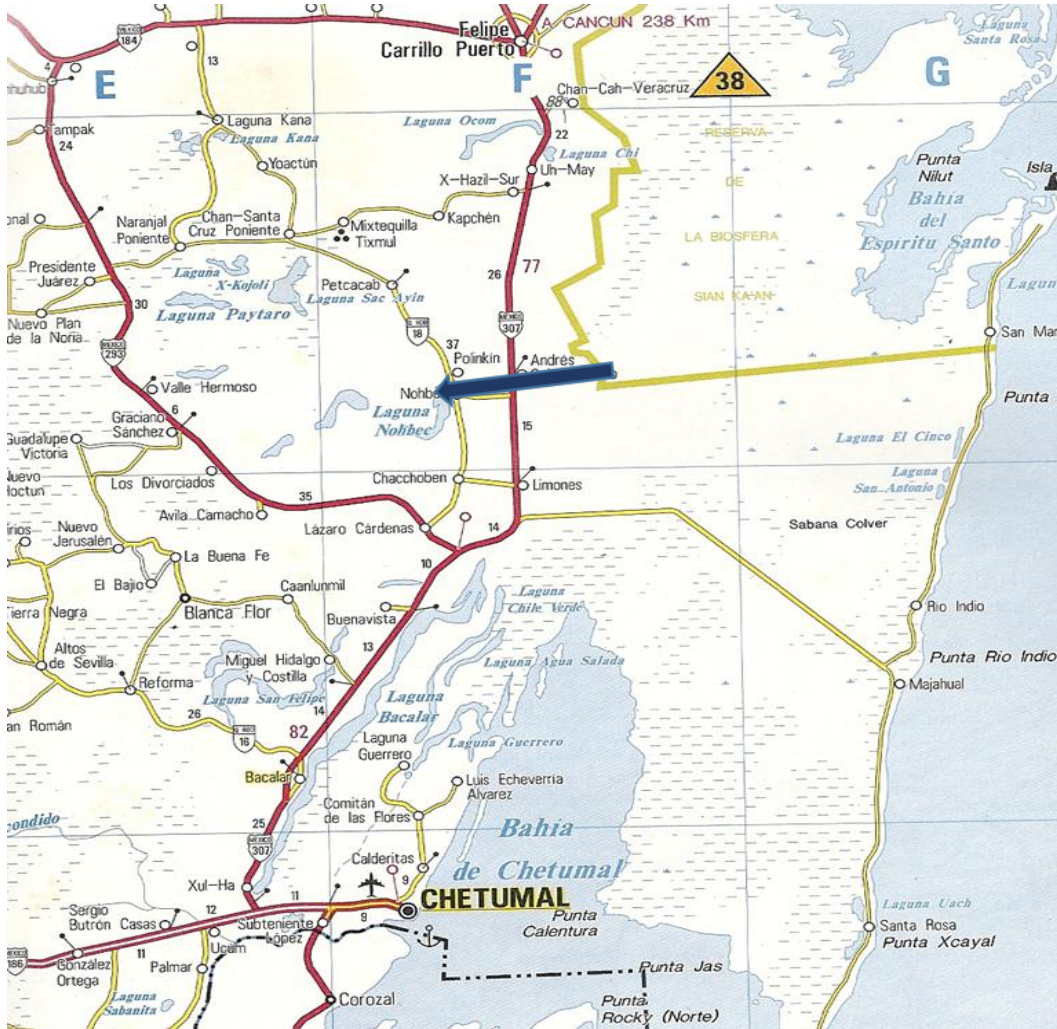 A CANCUN 238 Km
Felipe
Carrillo Puerto
MEXICO
184
4
13
E
F
G
38
Laguna
Santa Rosa
Chan-Cah-Veracruz
Laguna Ocom
22
Tampak
24
Laguna Kana
Laguna Kana
Yoactún
Laguna Chi
Uh-May
X-Hazil-Sur
Kapchén
RESERVA
DE
LA BIOSFERA
SIAN KA'AN
Punta
Nilut
Isla
Bahía
del
Espiritu Santo
Naranjal
Poniente
Chan-Santa
Cruz Poniente
Mixtequilla
Tixmul
Presidente
Juárez
Laguna
X-Kojoli
Petcacab
Laguna Sac Ayin
Laguna Paytaro
26
77
30
Nuevo Plan
de la Noria
MEXICO
293
18
37
MEXICO
307
San Mar
Polinkin
Andrés
Valle Hermoso
Nohbe
Laguna
Nohbec
Punta
6
Graciano
Sánchez
Guadalupe
Victoria
15
Laguna El Cinco
Laguna
San Antonio
Los Divorciados
Chacchoben
Limones
35
Avila Camacho
Lázaro Cárdenas
14
Sabana Colver
Nuevo
Jerusalén
La Buena Fe
10
El Bajio
Caanlunmil
Blanca Flor
Buenavista
Laguna
Chile Verde
Rio Indio
Altos
de Sevilla
13
Miguel Hidalgo
y Costilla
Laguna Agua Salada
Punta Rio Indio
Reforma
Laguna San Felipe
Laguna
Bacalar
Majahual
14
26
82
16
Laguna
Guerrero
Laguna Guerrero
Bacalar
Luis Echeverria
Alvarez
Comitán
de las Flores
25
Bahía
de Chetumal
MEXICO
307
Calderitas
9
Xul-Ha
11
CHETUMAL
Laguna Uach
Sergio
Butrón
Casas
12
Subteniente
López
9
Punta
Calentura
Santa Rosa
Punta Xcayal
Ucum
11
186
González
Ortega
Palmar
Punta Jas
Laguna
Sabanita
Corozal
Punta
Rocky (Norte)